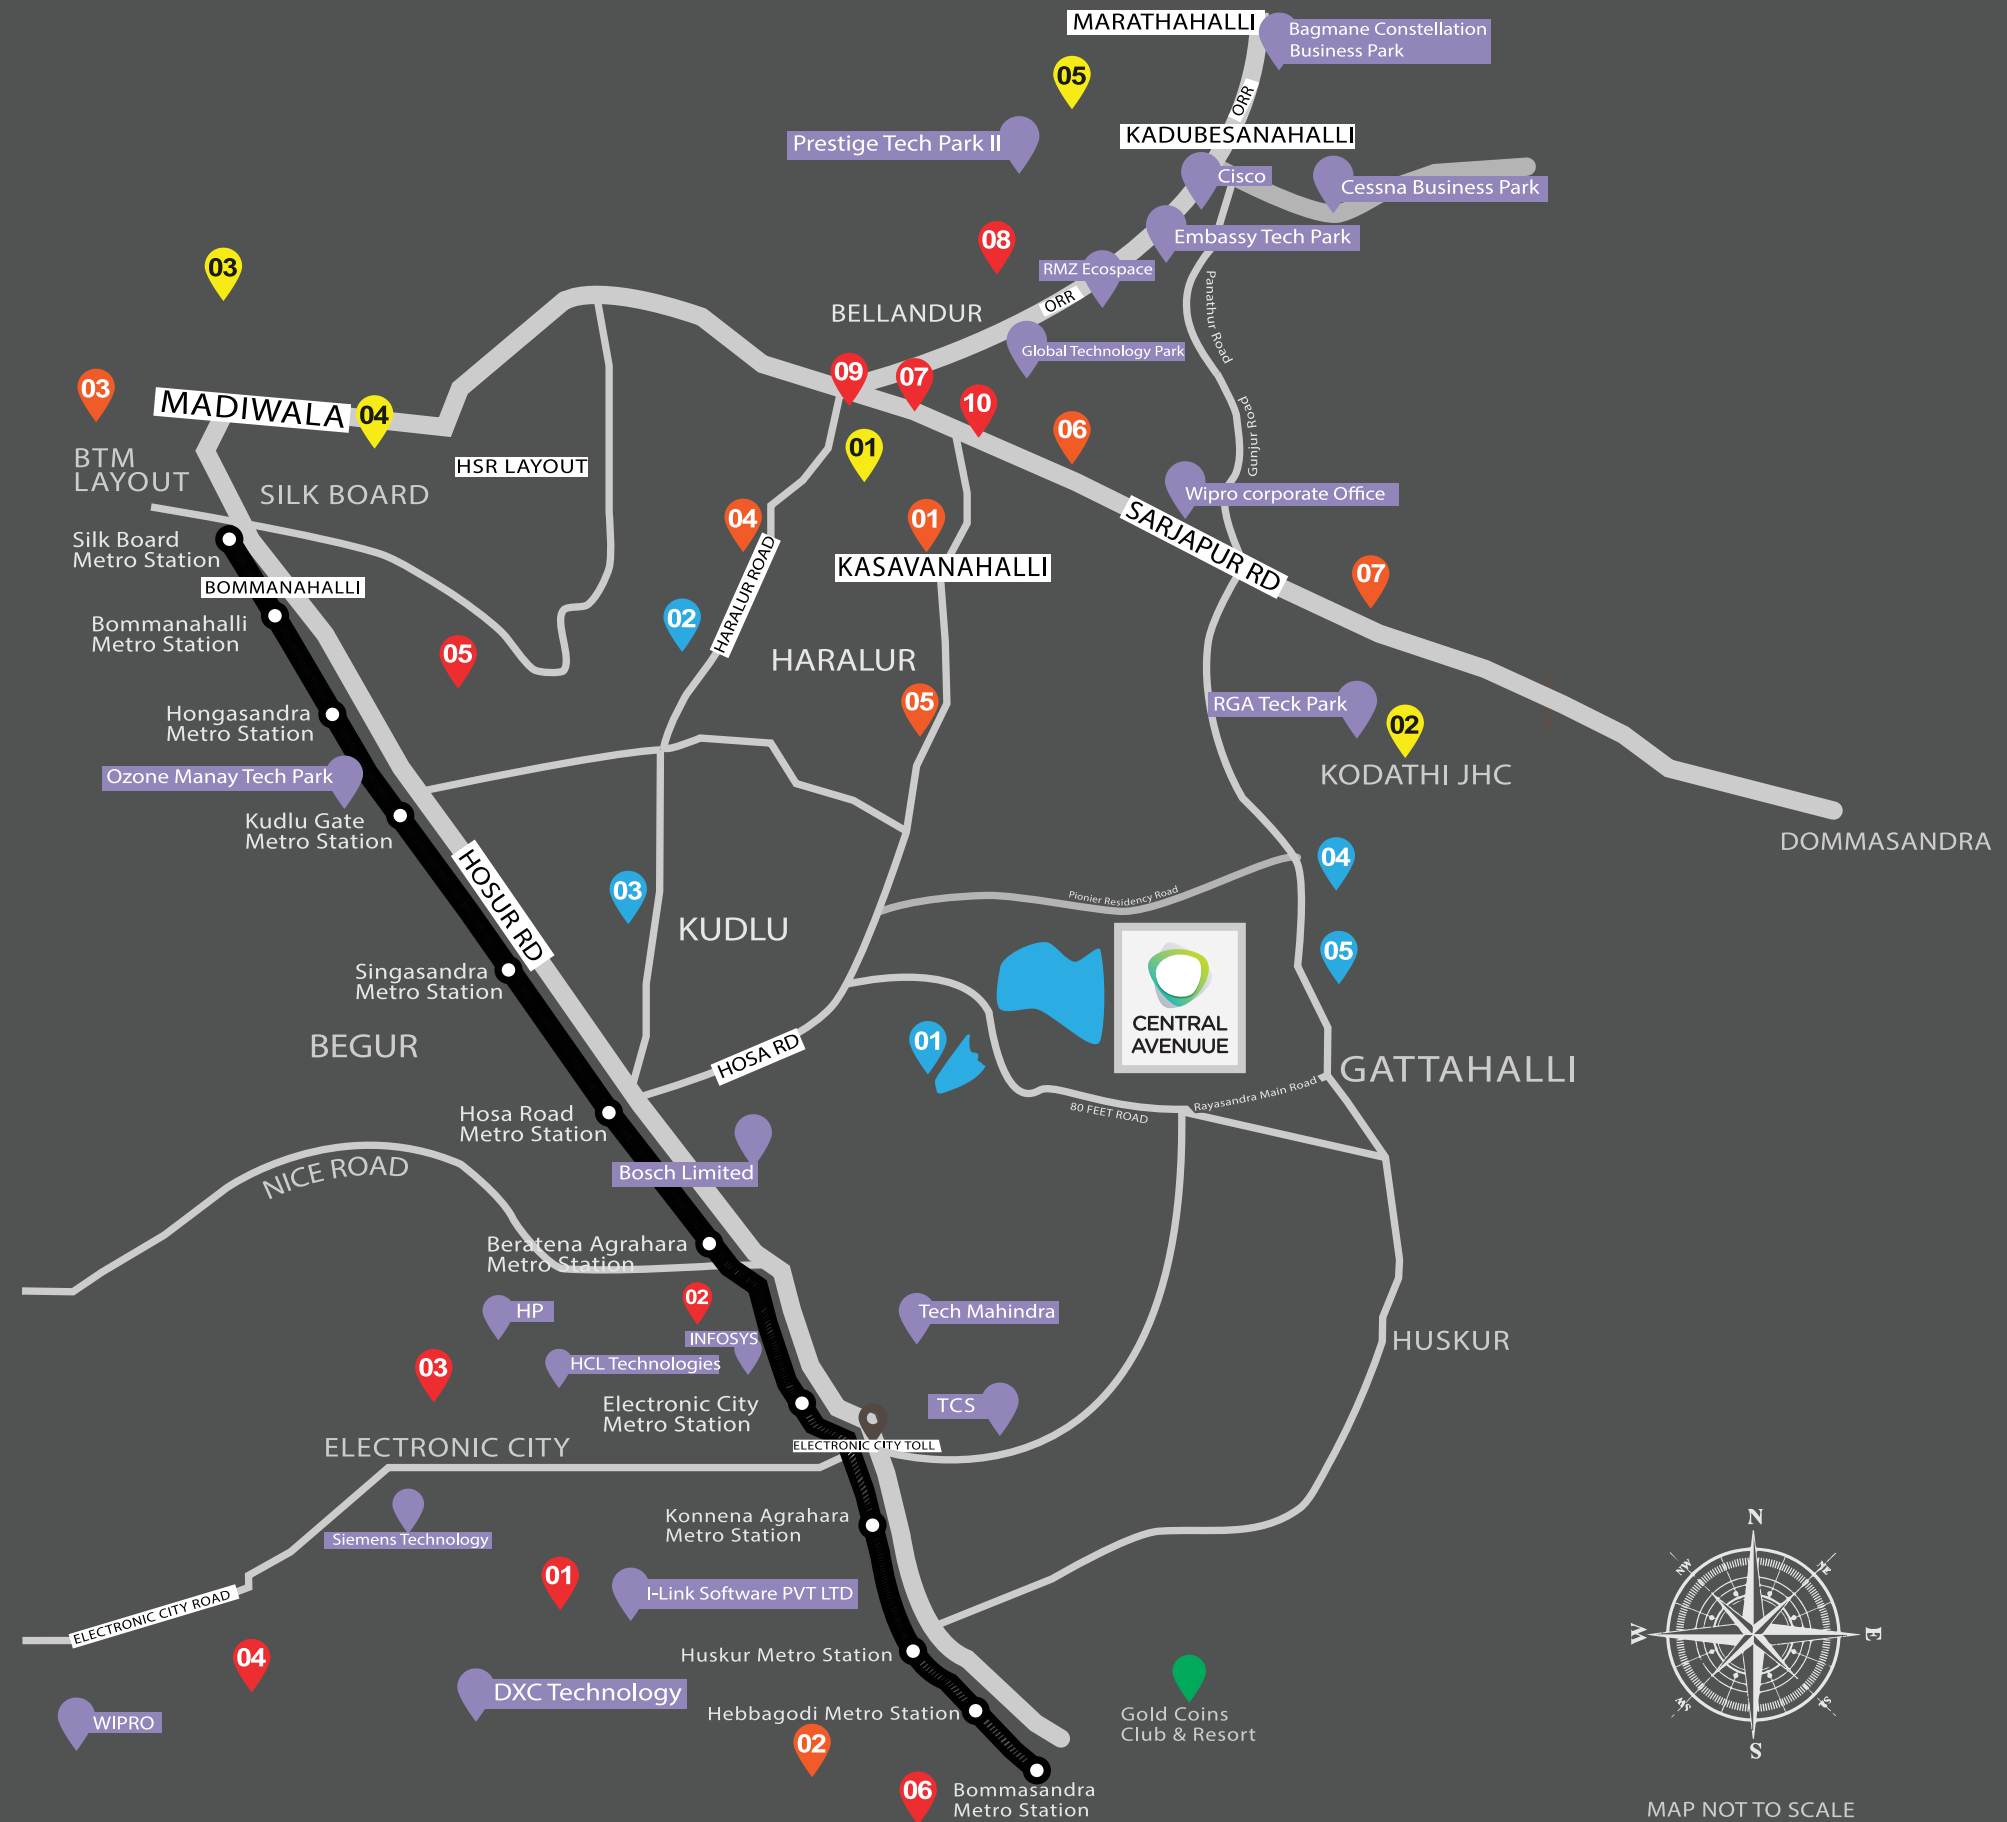 MARATHAHALLI
Bagmane Constellation
Business Park
05
ORR
Prestige Tech Park II
KADUBESANAHALLI
Cisco
Cessna Business Park
08
Embassy Tech Park
03
RMZ Ecospace
ORR
BELLANDUR
Panathur Road
Global Technology Park
09
07
03
MADIWALA
04
10
Gunjur Road
06
01
BTM
LAYOUT
SILK BOARD
HSR LAYOUT
Wipro corporate Office
04
01
SARJAPUR RD
Silk Board
Metro Station
KASAVANAHALLI
07
BOMMANAHALLI
HARALUR ROAD
02
Bommanahalli
Metro Station
05
HARALUR
05
RGA Teck Park
02
Hongasandra
Metro Station
Ozone Manay Tech Park
KODATHI JHC
Kudlu Gate
Metro Station
DOMMASANDRA
04
HOSUR RD
03
Pionier Residency Road
KUDLU
05
Singasandra
Metro Station
CENTRAL
AVENUUE
BEGUR
01
HOSA RD
GATTAHALLI
Rayasandra Main Road
80 FEET ROAD
Hosa Road
Metro Station
Bosch Limited
NICE ROAD
Beratena Agrahara
Metro Station
02
HP
Tech Mahindra
INFOSYS
HUSKUR
03
HCL Technologies
Electronic City
Metro Station
TCS
ELECTRONIC CITY
ELECTRONIC CITY TOLL
Konnena Agrahara
Metro Station
Siemens Technology
01
I-Link Software PVT LTD
ELECTRONIC CITY ROAD
04
Huskur Metro Station
DXC Technology
WIPRO
Hebbagodi Metro Station
Gold Coins
Club & Resort
02
06
Bommasandra
Metro Station
N
NW
NE
W
E
SW
SE
S
MAP NOT TO SCALE